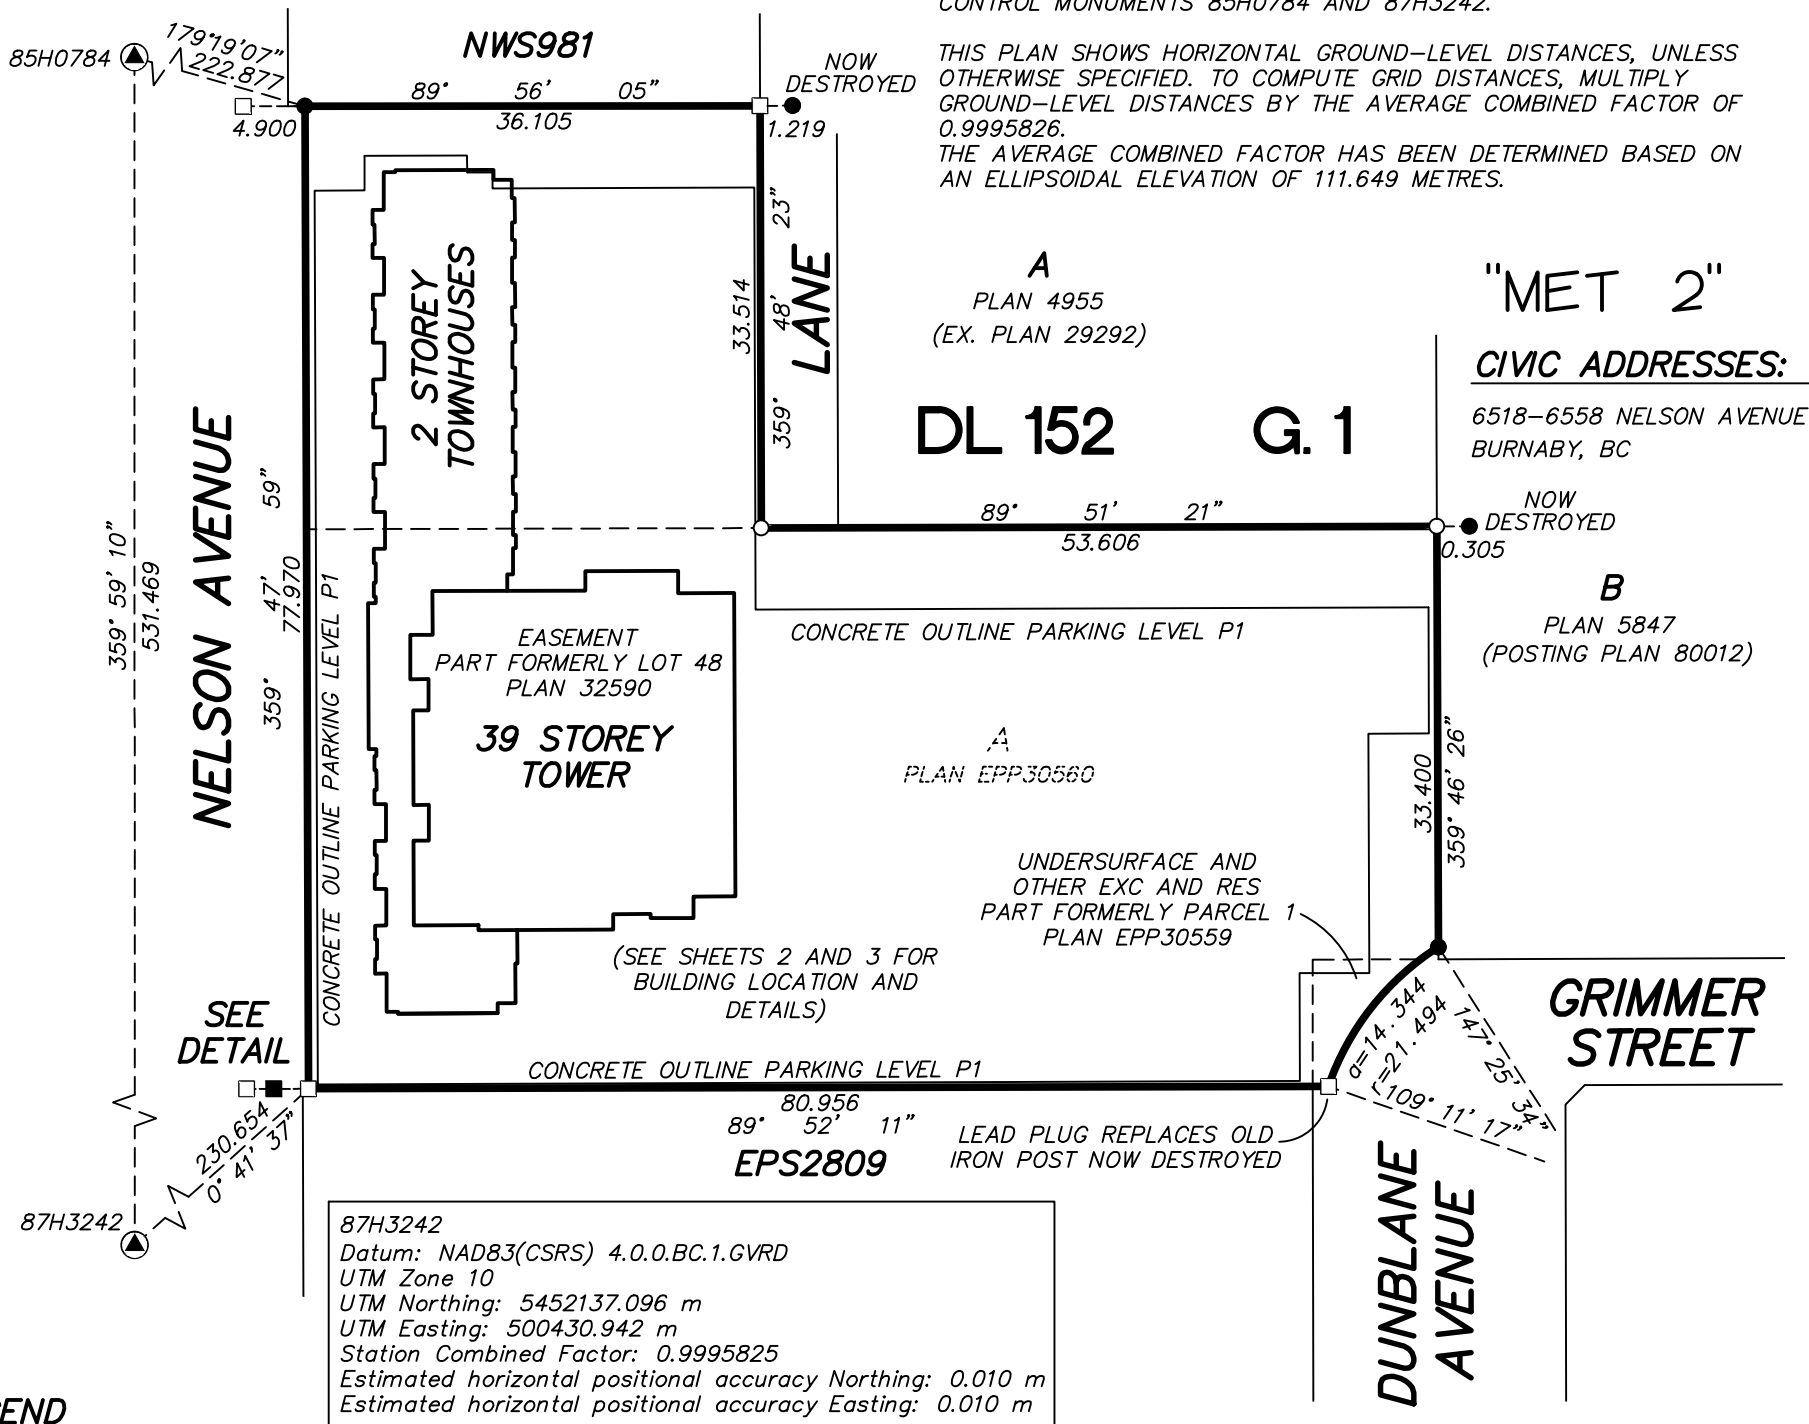 CONTROL MONUMENTS 85H0784 AND 87H3242.
THIS PLAN SHOWS HORIZONTAL GROUND-LEVEL DISTANCES, UNLESS
OTHERWISE SPECIFIED. TO COMPUTE GRID DISTANCES, MULTIPLY
GROUND-LEVEL DISTANCES BY THE AVERAGE COMBINED FACTOR OF
0.9995826.
THE AVERAGE COMBINED FACTOR HAS BEEN DETERMINED BASED ON
AN ELLIPSOIDAL ELEVATION OF 111.649 METRES.
85H0784
179°19'07"
222.877
NWS981
NOW
DESTROYED
89° 56' 05"
36.105
4.900
1.219
2 STOREY
TOWNHOUSES
33.514
359° 48' 23"
LANE
A
PLAN 4955
(EX. PLAN 29292)
"MET 2"
CIVIC ADDRESSES:
6518-6558 NELSON AVENUE
BURNABY, BC
DL 152 G. 1
NOW
DESTROYED
89° 51' 21"
53.606
0.305
359° 59' 10"
531.469
NELSON AVENUE
359° 47' 59"
77.970
CONCRETE OUTLINE PARKING LEVEL P1
EASEMENT
PART FORMERLY LOT 48
PLAN 32590
39 STOREY
TOWER
CONCRETE OUTLINE PARKING LEVEL P1
B
PLAN 5847
(POSTING PLAN 80012)
A
PLAN EPP30560
33.400
359° 46' 26"
UNDERSURFACE AND
OTHER EXC AND RES
PART FORMERLY PARCEL 1
PLAN EPP30559
(SEE SHEETS 2 AND 3 FOR
BUILDING LOCATION AND
DETAILS)
SEE
DETAIL
GRIMMER
STREET
a=14.344
r=21.494
147° 25' 34"
109° 11' 17"
CONCRETE OUTLINE PARKING LEVEL P1
80.956
89° 52' 11"
EPS2809
LEAD PLUG REPLACES OLD
IRON POST NOW DESTROYED
230.654
0° 41' 37"
87H3242
DUNBLANE
AVENUE
87H3242
Datum: NAD83(CSRS) 4.0.0.BC.1.GVRD
UTM Zone 10
UTM Northing: 5452137.096 m
UTM Easting: 500430.942 m
Station Combined Factor: 0.9995825
Estimated horizontal positional accuracy Northing: 0.010 m
Estimated horizontal positional accuracy Easting: 0.010 m
END